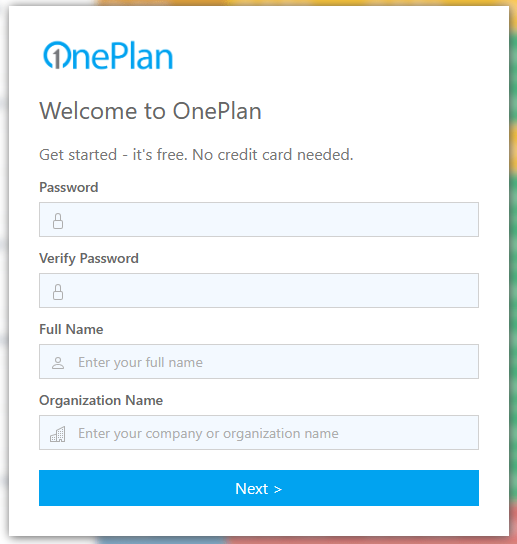 OnePlan
Welcome to OnePlan
Get started - it's free. No credit card needed.
Password
Verify Password
Full Name
Enter your full name
Organization Name
Enter your company or organization name
Next >